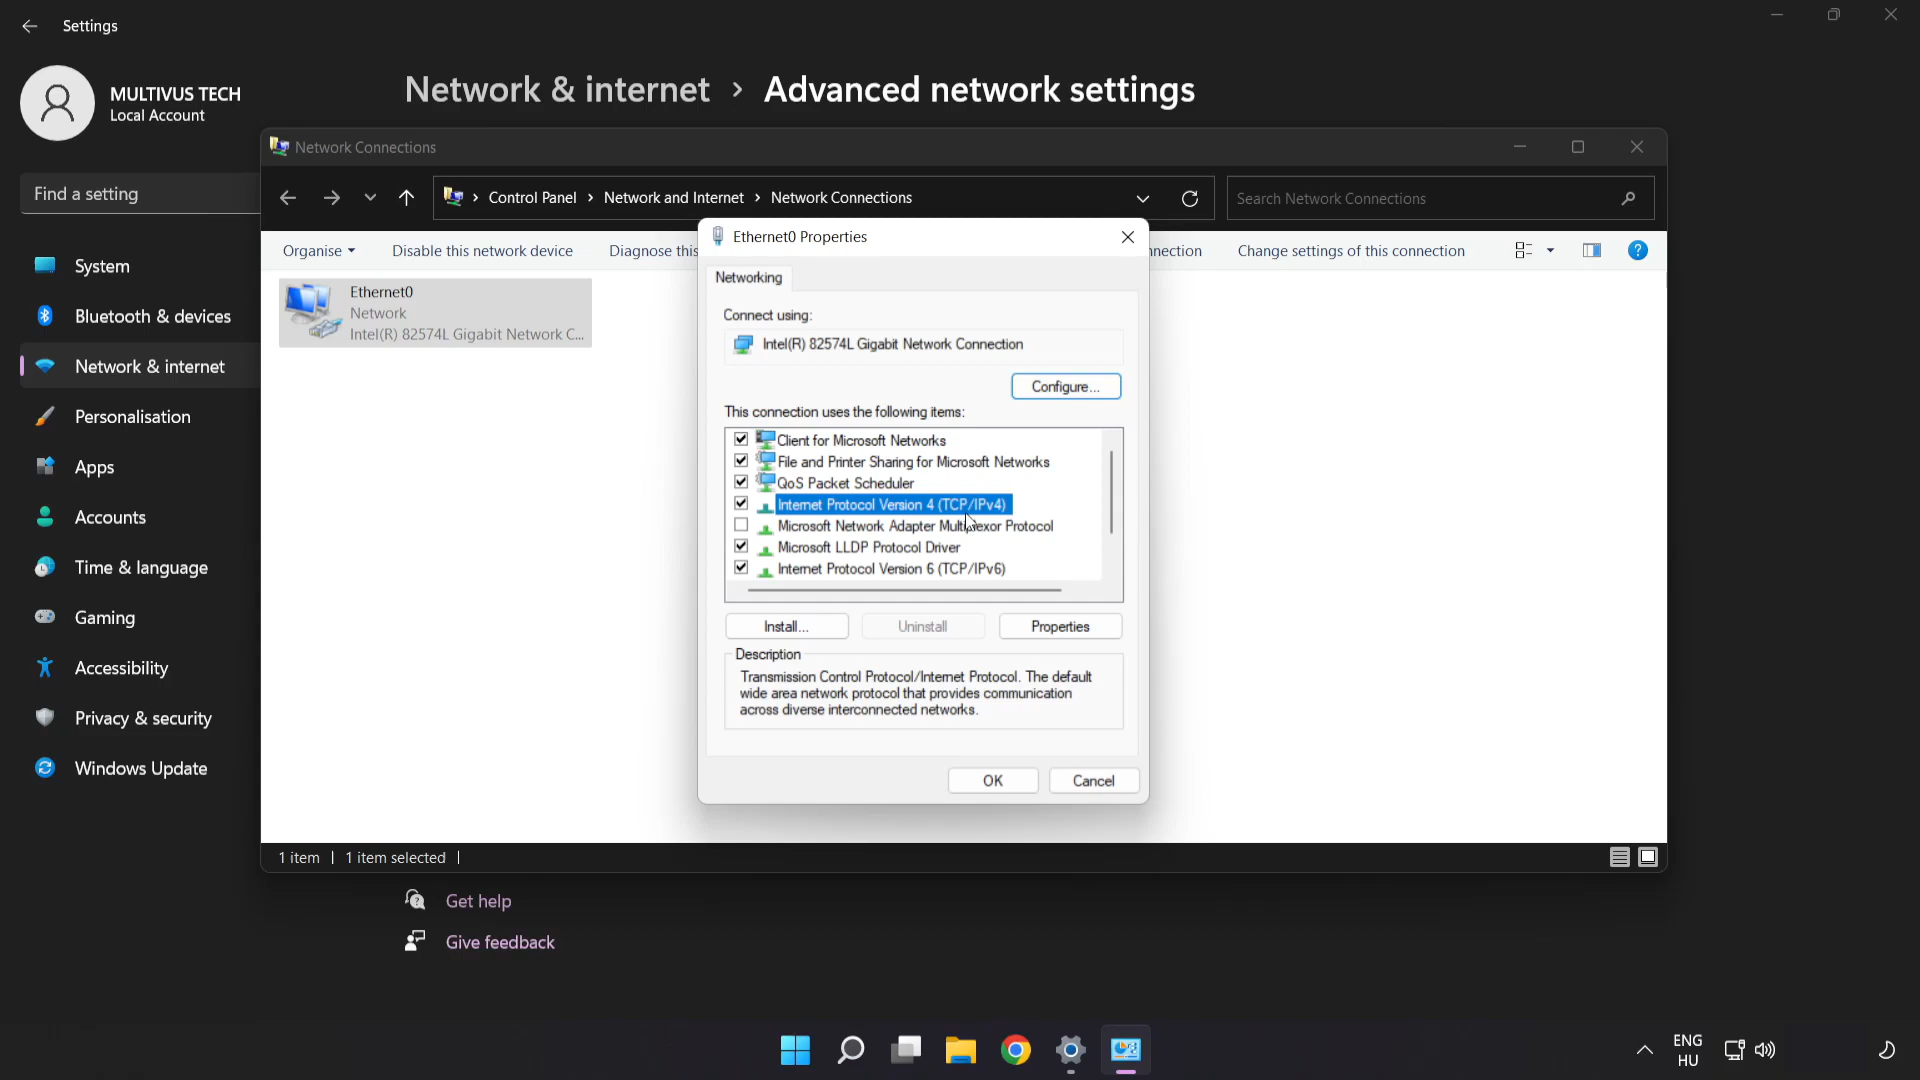 Settings
MULTIVUS TECH
Local Account
Find a setting
System
Bluetooth & devices
Network & internet
Personalisation
Apps
Accounts
Time & language
Gaming
Accessibility
Privacy & security
Windows Update
Network & internet › Advanced network settings
Network Connections
Control Panel › Network and Internet › Network Connections
Search Network Connections
Organise
Disable this network device
Diagnose this
nnection
Change settings of this connection
Ethernet0
Network
Intel(R) 82574L Gigabit Network C...
Ethernet0 Properties
Networking
Connect using:
Intel(R) 82574L Gigabit Network Connection
Configure...
This connection uses the following items:
Client for Microsoft Networks
File and Printer Sharing for Microsoft Networks
QoS Packet Scheduler
Internet Protocol Version 4 (TCP/IPv4)
Microsoft Network Adapter Multiplexor Protocol
Microsoft LLDP Protocol Driver
Internet Protocol Version 6 (TCP/IPv6)
Install...
Uninstall
Properties
Description
Transmission Control Protocol/Internet Protocol. The default
wide area network protocol that provides communication
across diverse interconnected networks.
OK
Cancel
1 item
1 item selected
Get help
Give feedback
ENG
HU